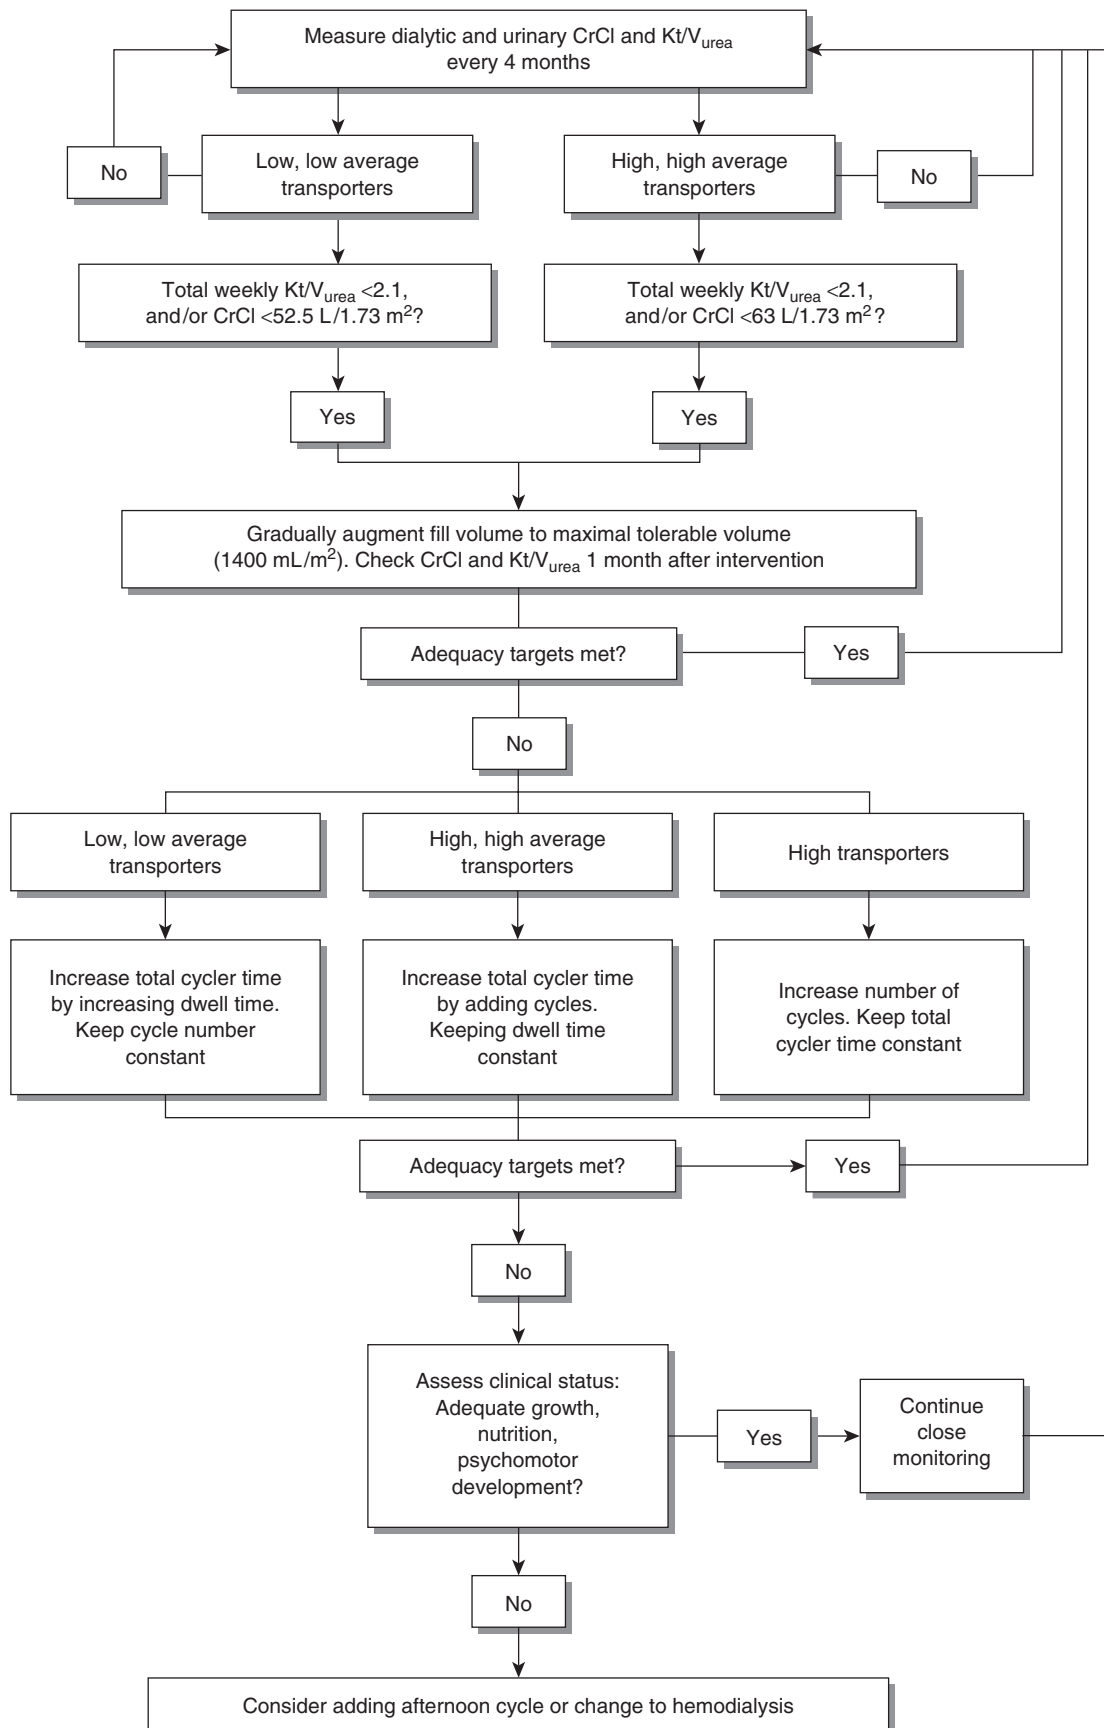 Measure dialytic and urinary CrCl and Kt/Vurea
every 4 months
No
Low, low average
transporters
High, high average
transporters
No
Total weekly Kt/Vurea <2.1,
and/or CrCl <52.5 L/1.73 m²?
Total weekly Kt/Vurea <2.1,
and/or CrCl <63 L/1.73 m²?
Yes
Yes
Gradually augment fill volume to maximal tolerable volume
(1400 mL/m²). Check CrCl and Kt/Vurea 1 month after intervention
Adequacy targets met?
Yes
No
Low, low average
transporters
High, high average
transporters
High transporters
Increase total cycler time
by increasing dwell time.
Keep cycle number
constant
Increase total cycler time
by adding cycles.
Keeping dwell time
constant
Increase number of
cycles. Keep total
cycler time constant
Adequacy targets met?
Yes
No
Assess clinical status:
Adequate growth,
nutrition,
psychomotor
development?
Yes
Continue
close
monitoring
No
Consider adding afternoon cycle or change to hemodialysis